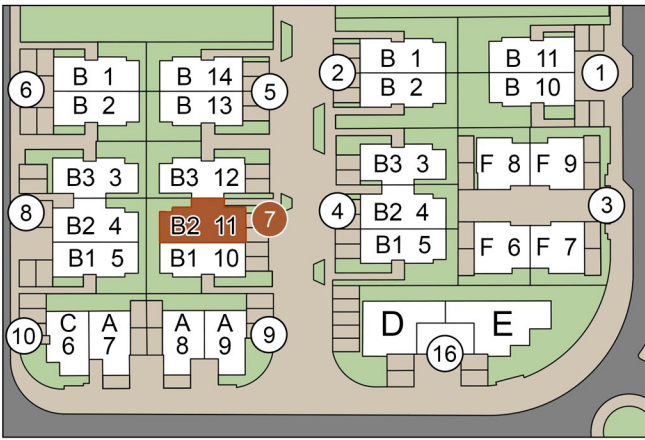 6
B 1
B 2
B 14
B 13
5
2
B 1
B 2
B 11
B 10
1
B3 3
B3 12
8
B2 4
B2 11
7
B1 5
B1 10
B3 3
4
B2 4
B1 5
F 8
F 9
3
F 6
F 7
10
C 6
A 7
A 8
A 9
9
D
E
16